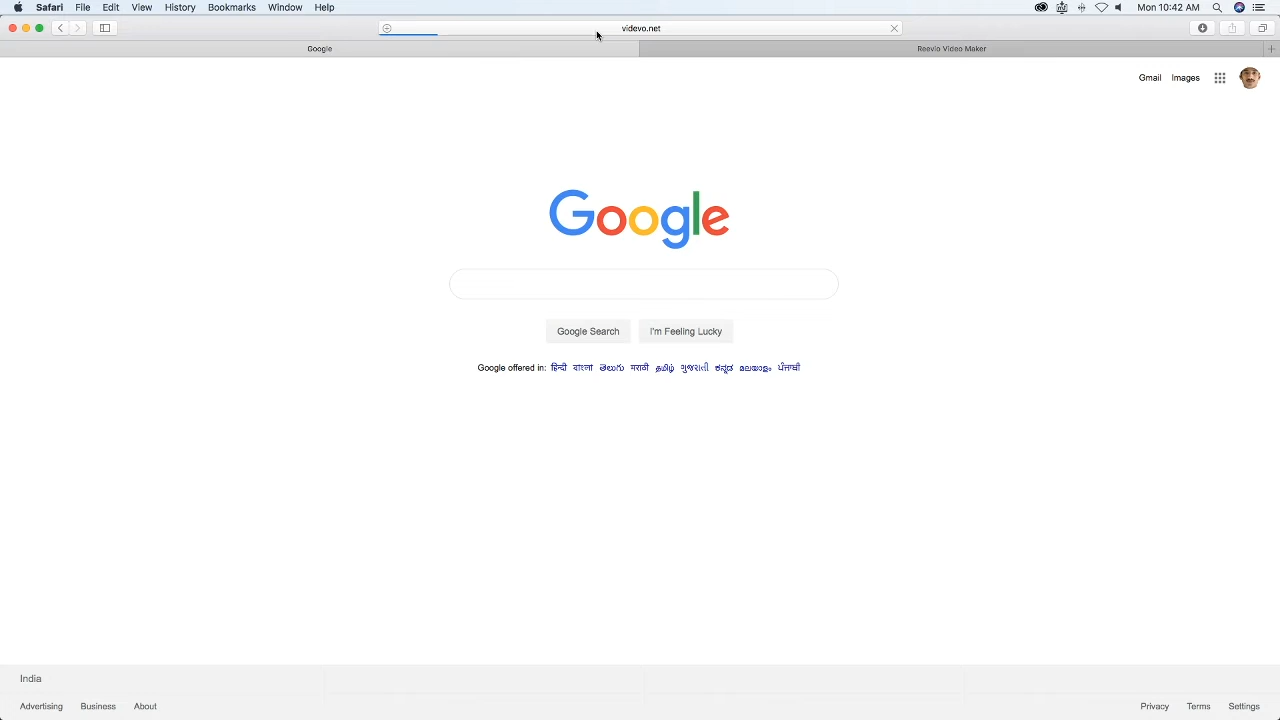 Safari File Edit View History Bookmarks Window Help Mon 10:42 AM
videvo.net
Google Reevio Video Maker
Gmail Images
Google
Google Search I'm Feeling Lucky
Google offered in: हिन्दी বাংলা తెలుగు मराठी தமிழ் ગુજરાતી ಕನ್ನಡ മലയാളം ਪੰਜਾਬੀ
India
Advertising Business About Privacy Terms Settings